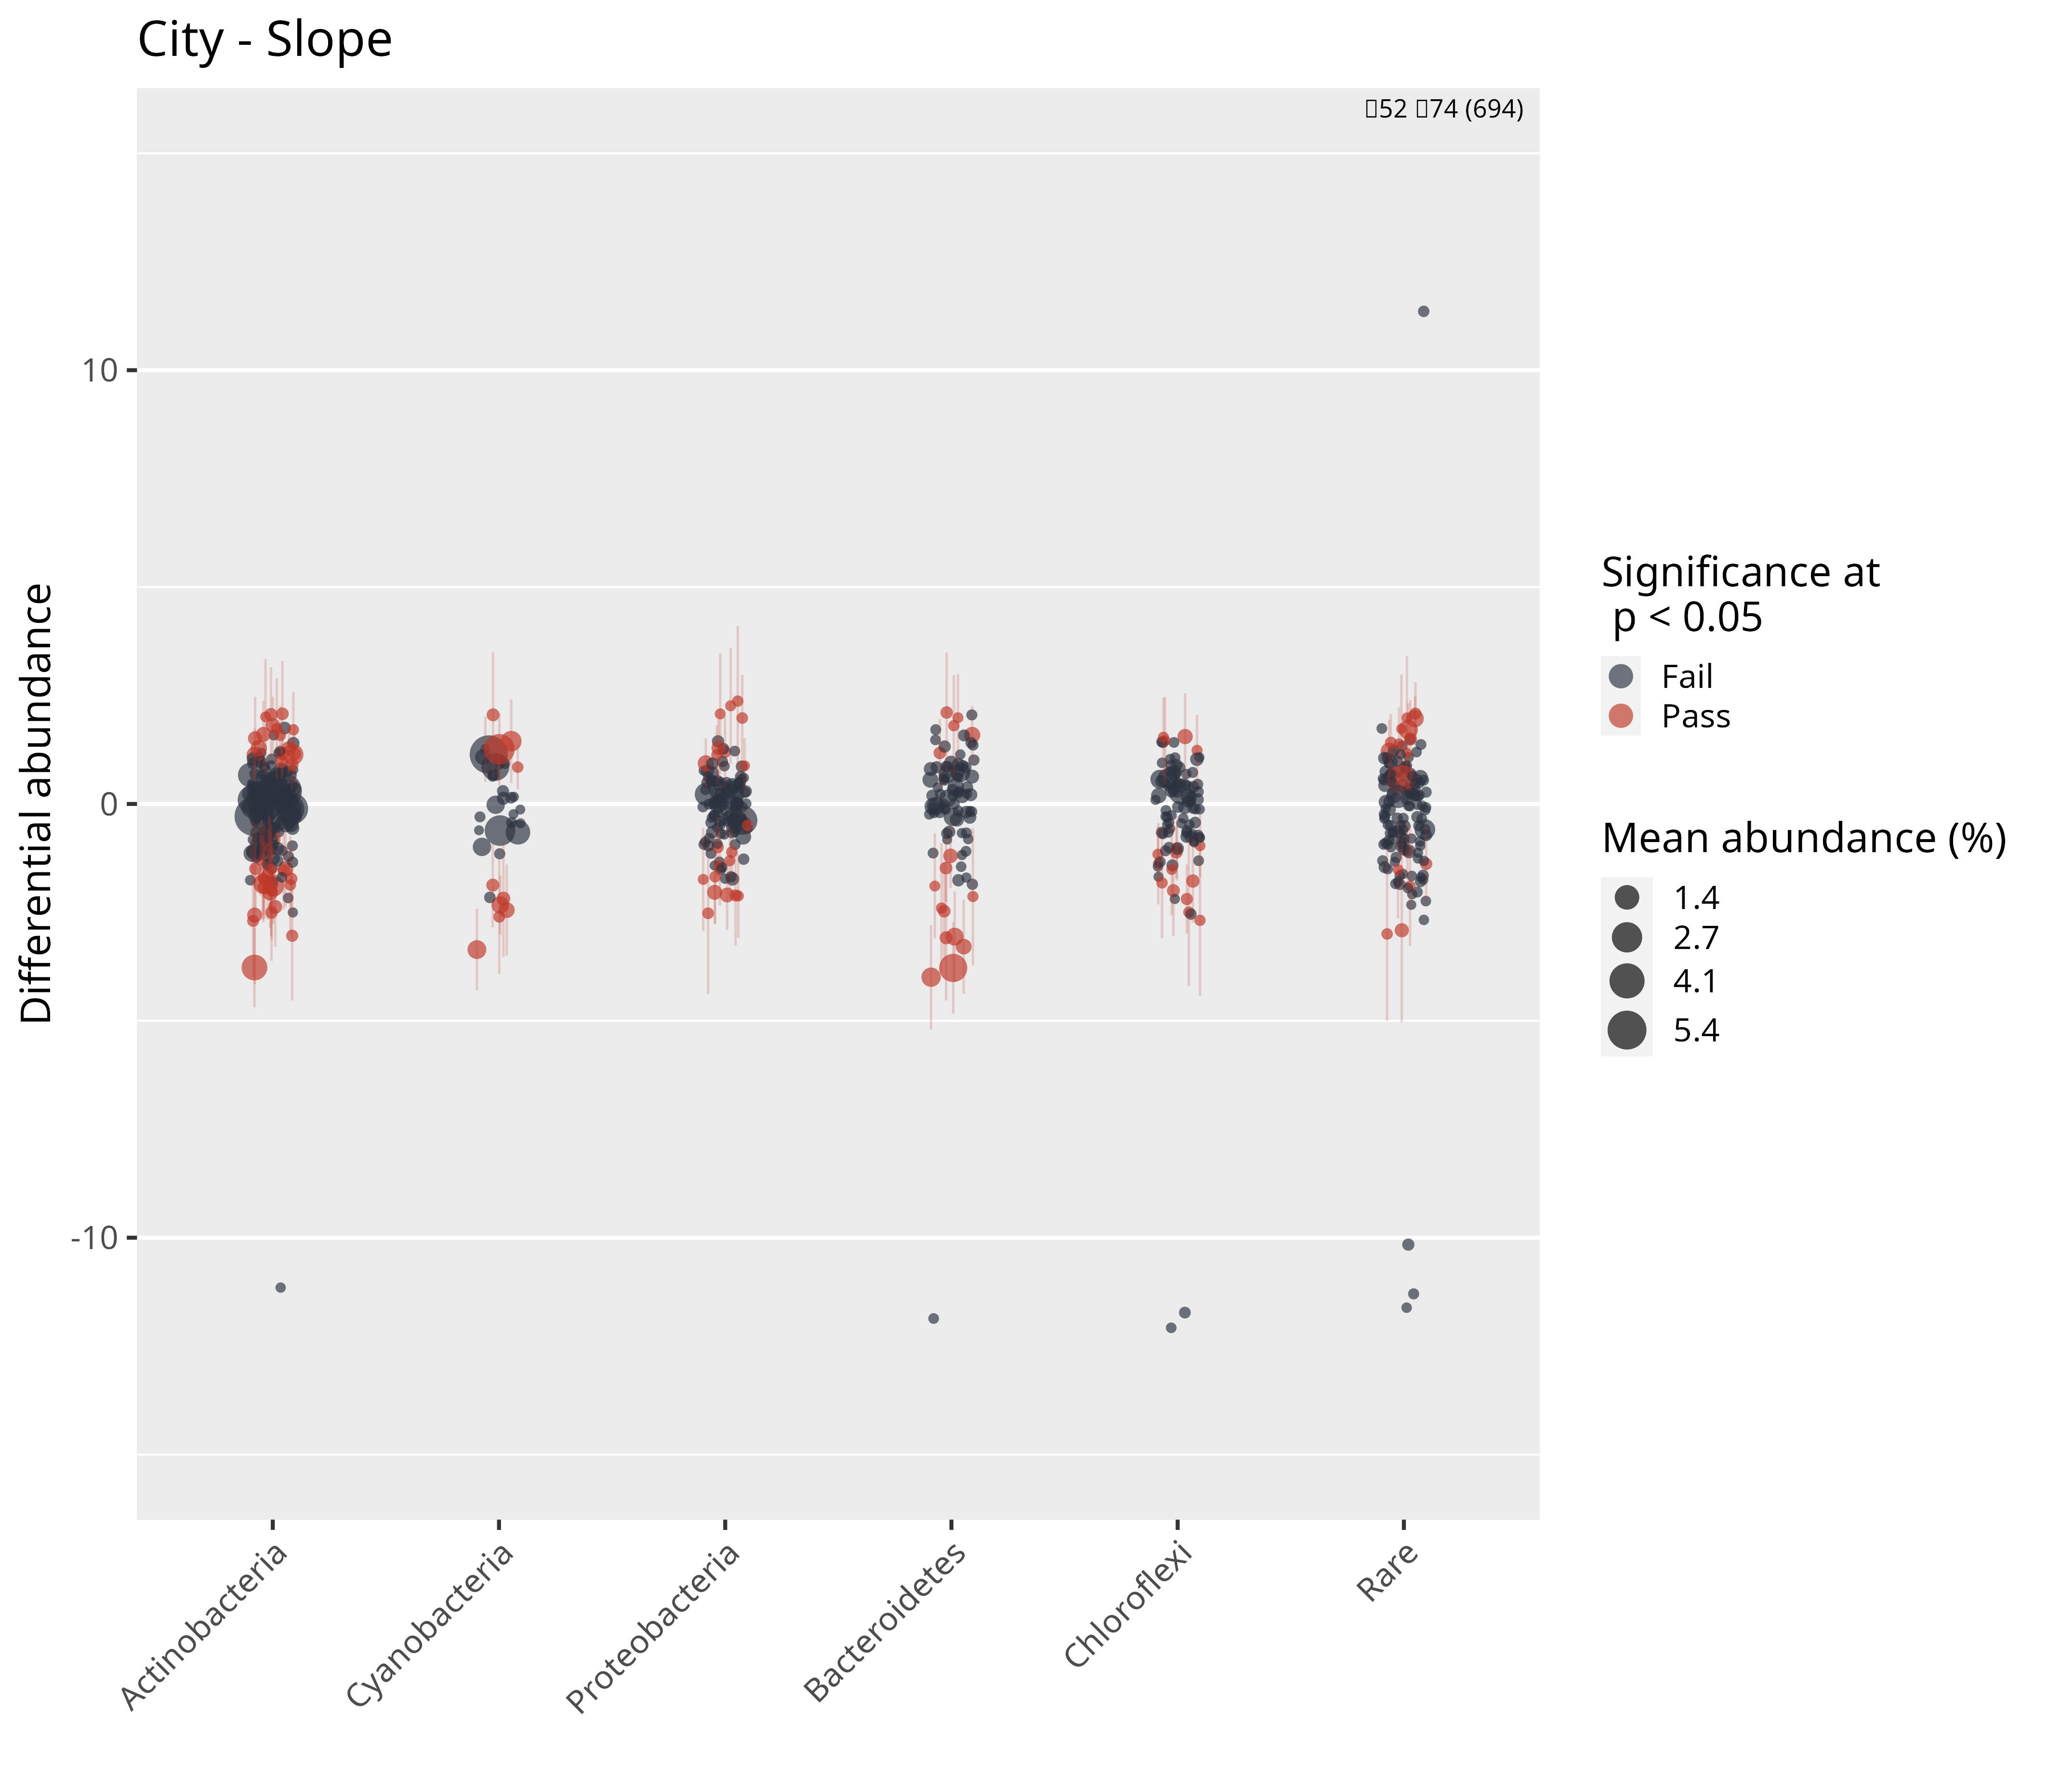 City - Slope
▯52 ▯74 (694)
Differential abundance
10
0
-10
Actinobacteria
Cyanobacteria
Proteobacteria
Bacteroidetes
Chloroflexi
Rare
Significance at
p < 0.05
Fail
Pass
Mean abundance (%)
1.4
2.7
4.1
5.4